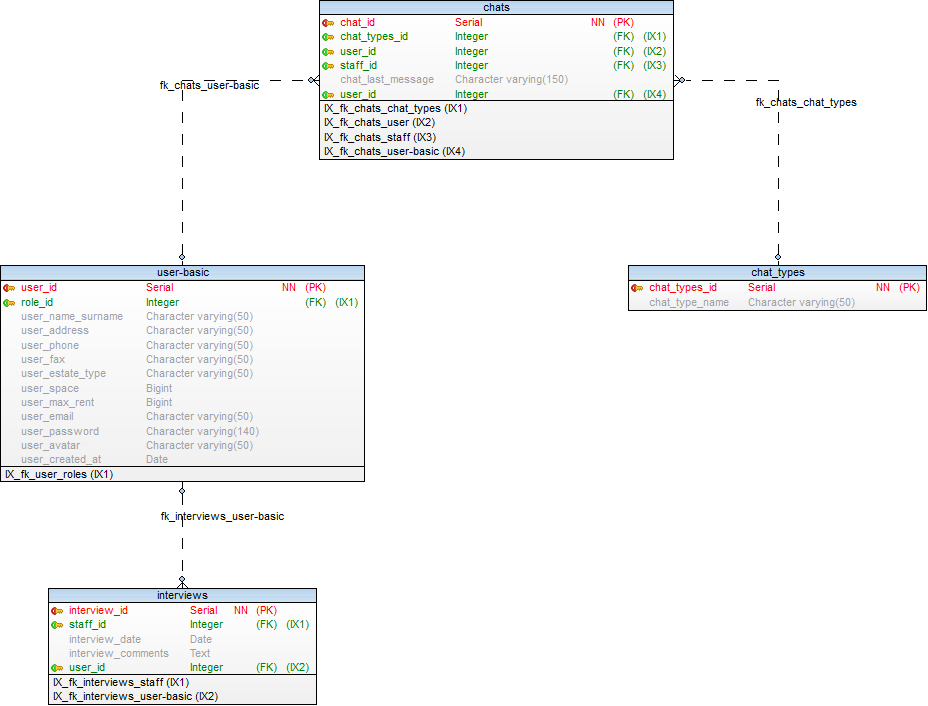 chats
chat_id Serial NN (PK)
chat_types_id Integer (FK) (IX1)
user_id Integer (FK) (IX2)
staff_id Integer (FK) (IX3)
chat_last_message Character varying(150)
user_id Integer (FK) (IX4)
IX_fk_chats_chat_types (IX1)
IX_fk_chats_user (IX2)
IX_fk_chats_staff (IX3)
IX_fk_chats_user-basic (IX4)
fk_chats_user-basic
fk_chats_chat_types
user-basic
user_id Serial NN (PK)
role_id Integer (FK) (IX1)
user_name_surname Character varying(50)
user_address Character varying(50)
user_phone Character varying(50)
user_fax Character varying(50)
user_estate_type Character varying(50)
user_space Bigint
user_max_rent Bigint
user_email Character varying(50)
user_password Character varying(140)
user_avatar Character varying(50)
user_created_at Date
IX_fk_user_roles (IX1)
chat_types
chat_types_id Serial NN (PK)
chat_type_name Character varying(50)
fk_interviews_user-basic
interviews
interview_id Serial NN (PK)
staff_id Integer (FK) (IX1)
interview_date Date
interview_comments Text
user_id Integer (FK) (IX2)
IX_fk_interviews_staff (IX1)
IX_fk_interviews_user-basic (IX2)